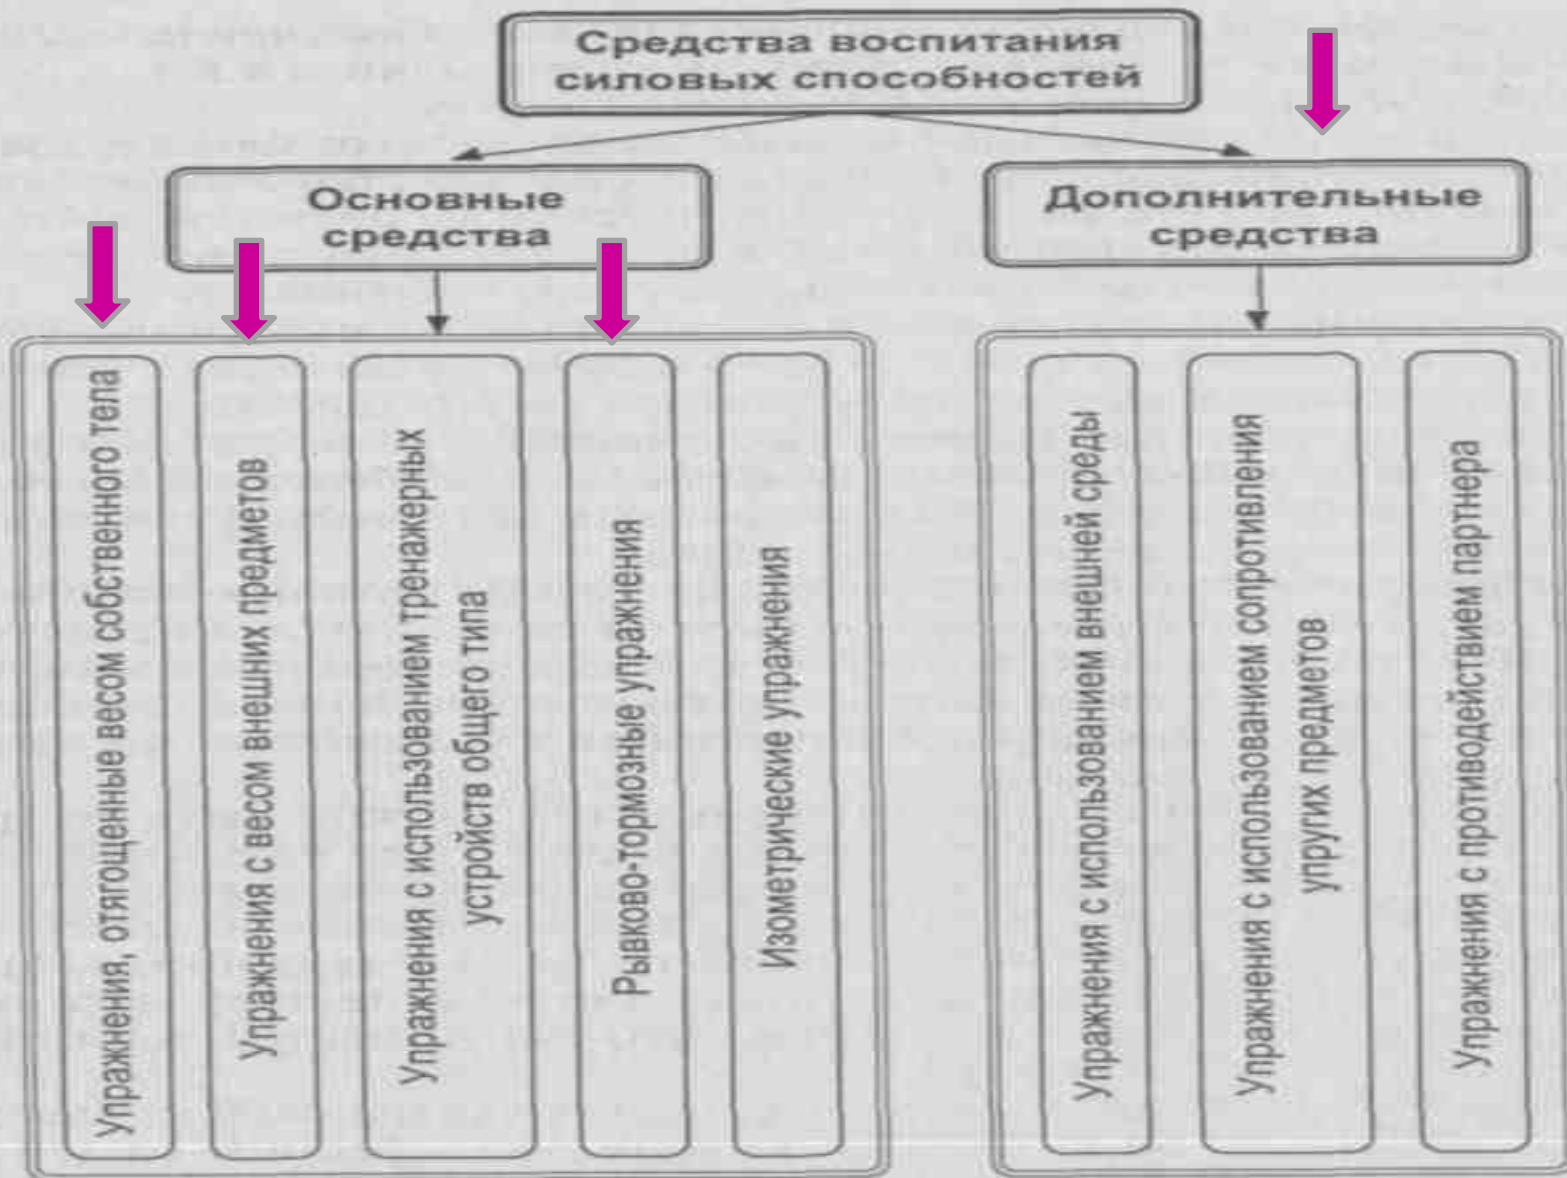 Средства воспитания
силовых способностей
Основные
средства
Дополнительные
средства
Упражнения, отягощенные весом собственного тела
Упражнения с весом внешних предметов
Упражнения с использованием тренажерных
устройств общего типа
Рывково-тормозные упражнения
Изометрические упражнения
Упражнения с использованием внешней среды
Упражнения с использованием сопротивления
упругих предметов
Упражнения с противодействием партнера